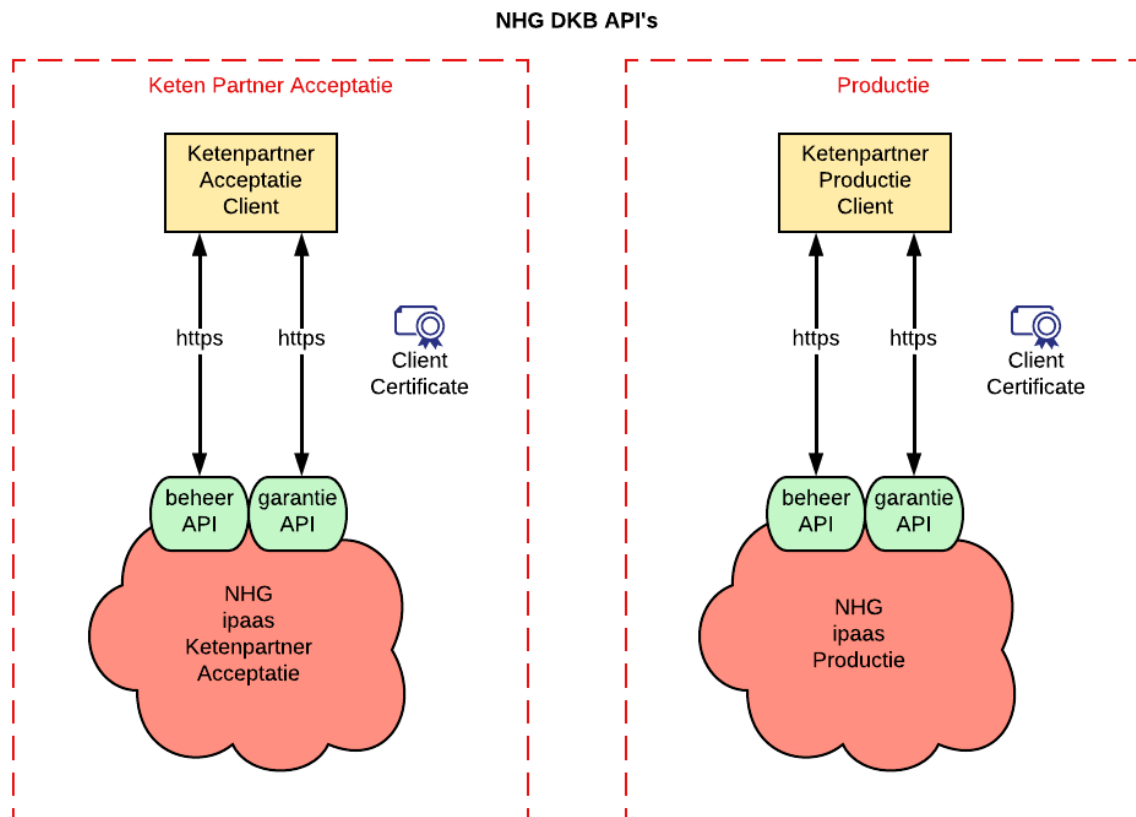 NHG DKB API's
Keten Partner Acceptatie
Ketenpartner
Acceptatie
Client
https
https
Client
Certificate
beheer
API
garantie
API
NHG
ipaas
Ketenpartner
Acceptatie
Productie
Ketenpartner
Productie
Client
https
https
Client
Certificate
beheer
API
garantie
API
NHG
ipaas
Productie